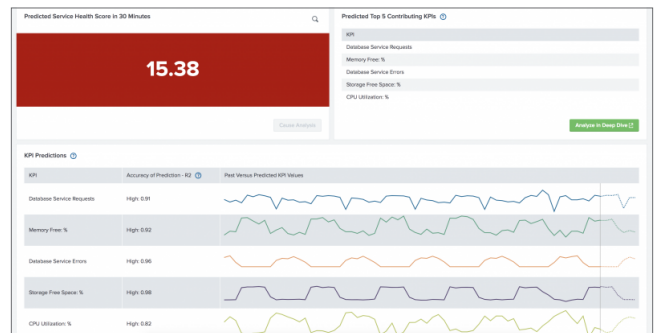 Predicted Service Health Score in 30 Minutes
15.38
Cause Analysis
Predicted Top 5 Contributing KPIs
KPI
Database Service Requests
Memory Free: %
Database Service Errors
Storage Free Space: %
CPU Utilization: %
Analyze in Deep Dive
KPI Predictions
KPI Accuracy of Prediction - R2 Past Versus Predicted KPI Values
Database Service Requests High: 0.91
Memory Free: % High: 0.92
Database Service Errors High: 0.96
Storage Free Space: % High: 0.98
CPU Utilization: % High: 0.82